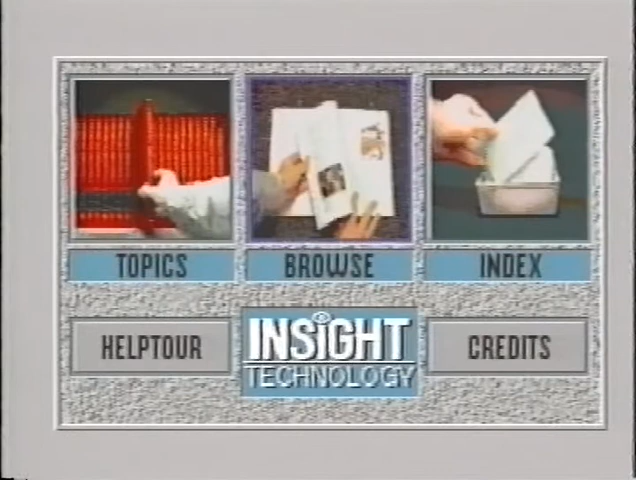 TOPICS
BROWSE
INDEX
HELPTOUR
INSiGHT
TECHNOLOGY
CREDITS